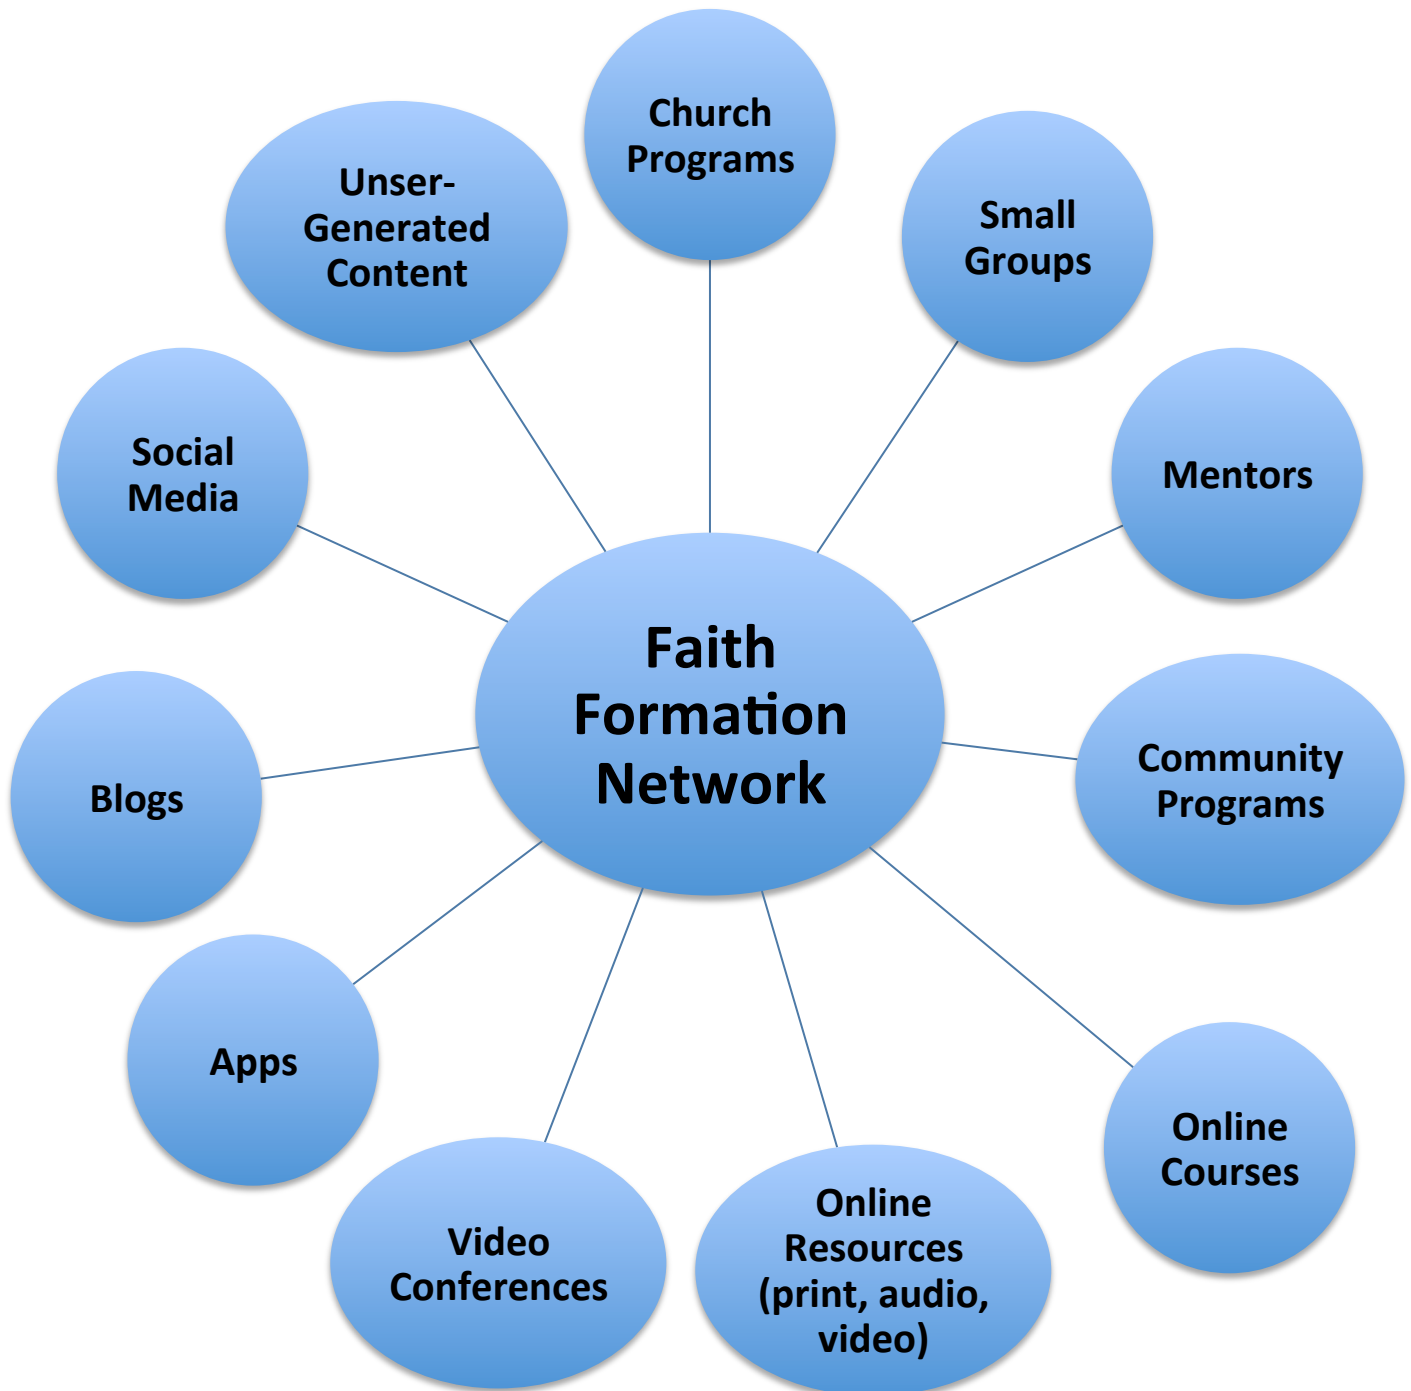 Church
Programs
Unser-
Generated
Content
Small
Groups
Social
Media
Mentors
Faith
Formation
Network
Blogs
Community
Programs
Apps
Online
Courses
Video
Conferences
Online
Resources
(print, audio,
video)